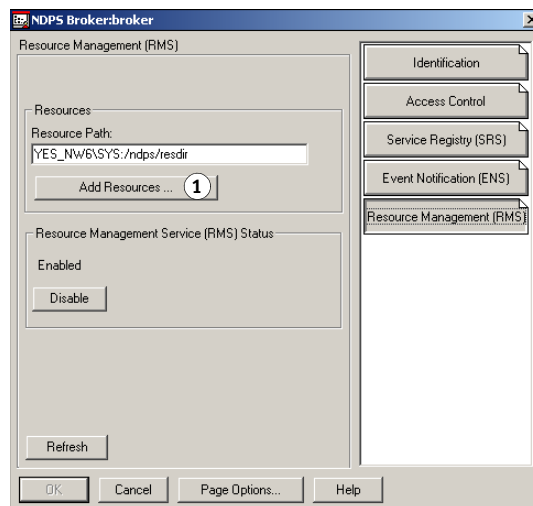 NDPS Broker:broker
Resource Management (RMS)
Resources
Resource Path:
YES_NW6\SYS:/ndps/resdir
Add Resources ... 1
Resource Management Service (RMS) Status
Enabled
Disable
Refresh
Identification
Access Control
Service Registry (SRS)
Event Notification (ENS)
Resource Management (RMS)
OK
Cancel
Page Options...
Help